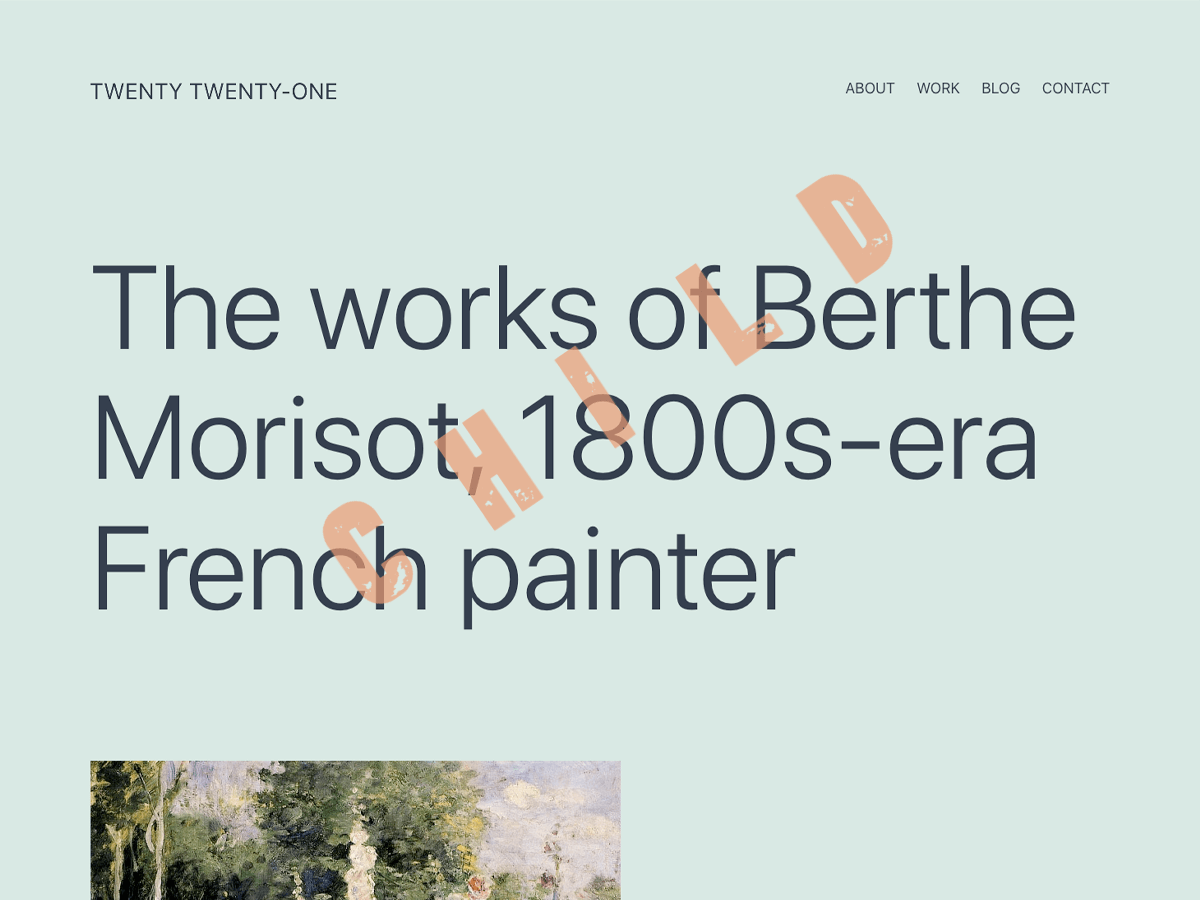 TWENTY TWENTY-ONE
ABOUT WORK BLOG CONTACT
The works of Berthe
Morisot, 1800s-era
French painter
CHILD